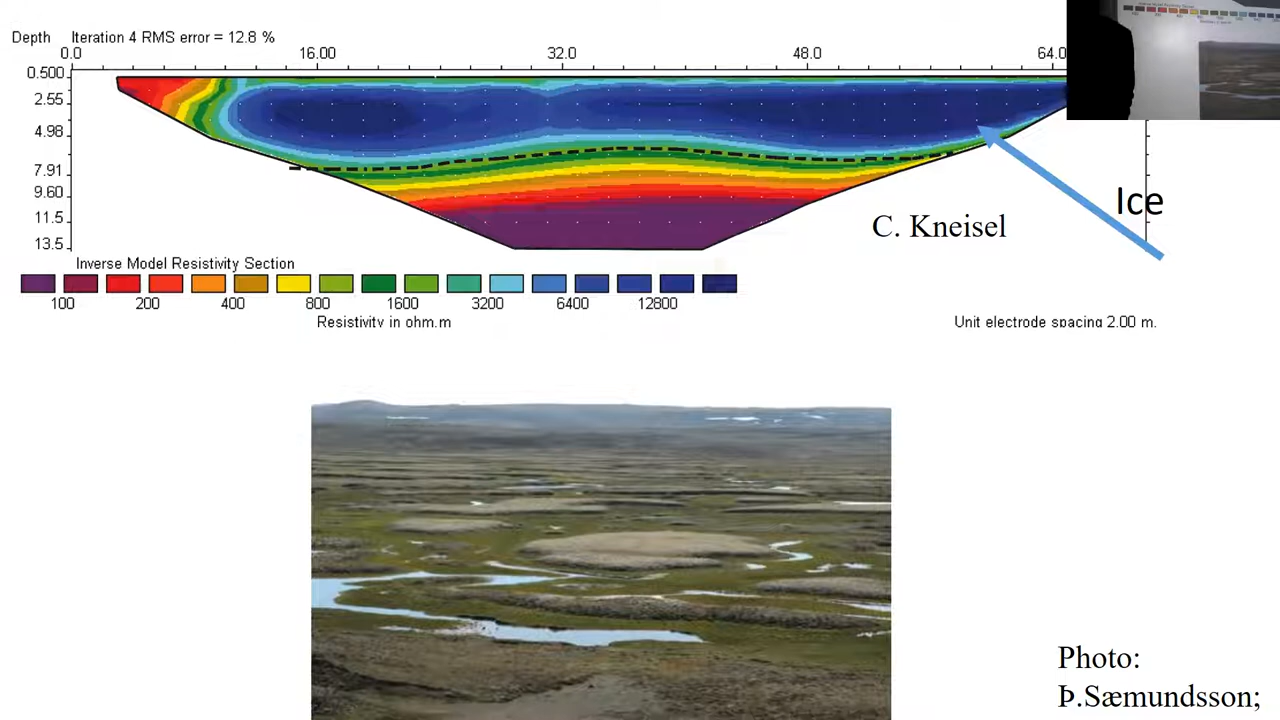 Depth Iteration 4 RMS error = 12.8 %
0.0 16.00 32.0 48.0 64.0
0.500
2.55
4.98
7.91
9.60
11.5
13.5
Ice
C. Kneisel
Inverse Model Resistivity Section
100 200 400 800 1600 3200 6400 12800
Resistivity in ohm.m
Unit electrode spacing 2.00 m.
Photo:
Þ.Sæmundsson;